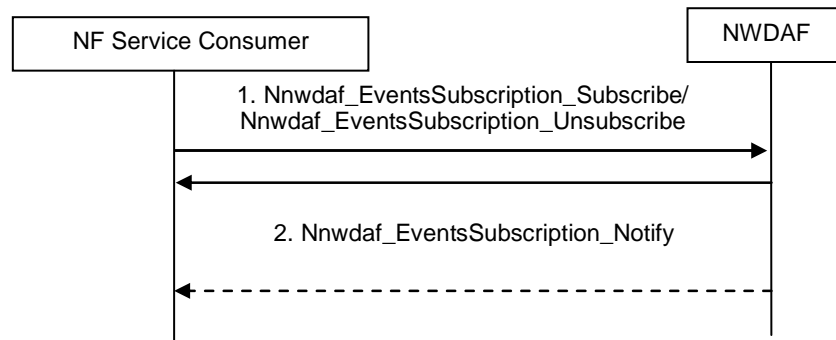 NF Service Consumer
NWDAF
1. Nnwdaf_EventsSubscription_Subscribe/
Nnwdaf_EventsSubscription_Unsubscribe
2. Nnwdaf_EventsSubscription_Notify